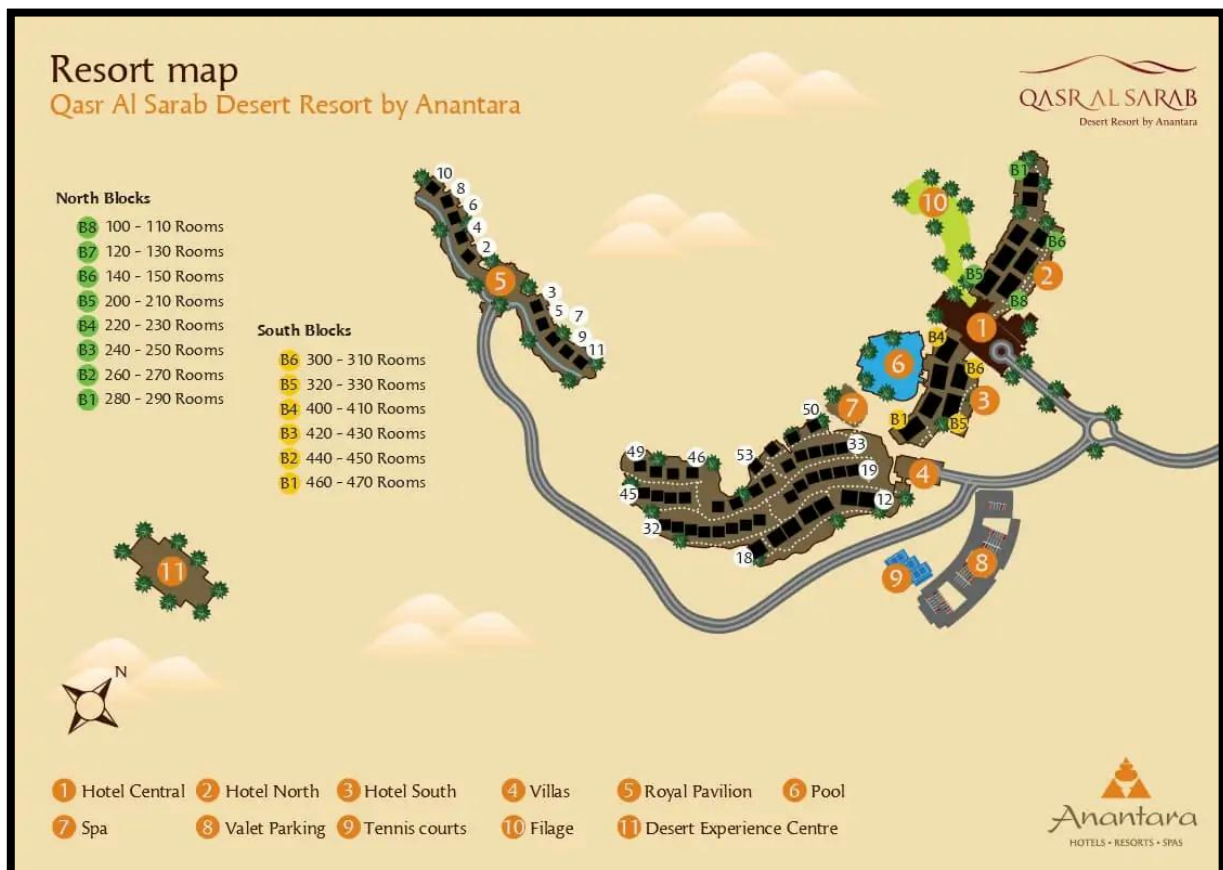 Resort map
Qasr Al Sarab Desert Resort by Anantara
QASR AL SARAB
Desert Resort by Anantara
North Blocks
B8 100 - 110 Rooms
B7 120 - 130 Rooms
B6 140 - 150 Rooms
B5 200 - 210 Rooms
B4 220 - 230 Rooms
B3 240 - 250 Rooms
B2 260 - 270 Rooms
B1 280 - 290 Rooms
South Blocks
B6 300 - 310 Rooms
B5 320 - 330 Rooms
B4 400 - 410 Rooms
B3 420 - 430 Rooms
B2 440 - 450 Rooms
B1 460 - 470 Rooms
10
8
6
4
2
5
3
5
7
9
11
B1
10
B6
B5
2
B8
1
B4
6
B6
3
7
B1
B5
50
33
53
49
46
19
4
45
12
32
18
9
8
11
N
1 Hotel Central
2 Hotel North
3 Hotel South
4 Villas
5 Royal Pavilion
6 Pool
7 Spa
8 Valet Parking
9 Tennis courts
10 Filage
11 Desert Experience Centre
Anantara
HOTELS • RESORTS • SPAS